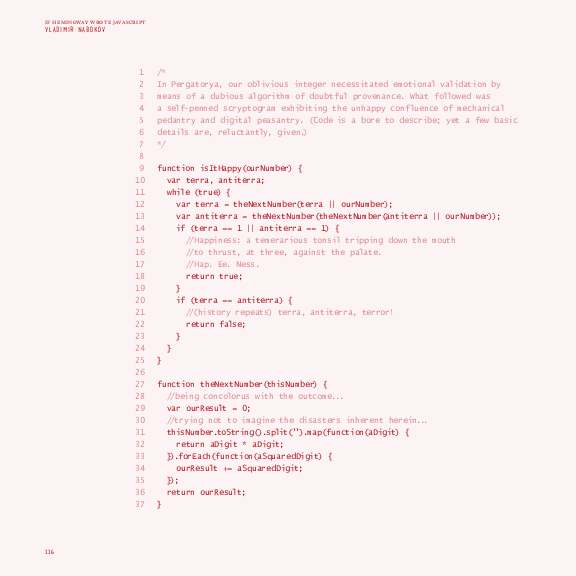 IF HEMINGWAY WROTE JAVASCRIPT
VLADIMIR NABOKOV
1 /*
2 In Pergatorya, our oblivious integer necessitated emotional validation by
3 means of a dubious algorithm of doubtful provenance. What followed was
4 a self-penned scryptogram exhibiting the unhappy confluence of mechanical
5 pedantry and digital peasantry. (Code is a bore to describe; yet a few basic
6 details are, reluctantly, given.)
7 */
8
9 function isItHappy(ourNumber) {
10 var terra, antiterra;
11 while (true) {
12 var terra = theNextNumber(terra || ourNumber);
13 var antiterra = theNextNumber(theNextNumber(antiterra || ourNumber));
14 if (terra == 1 || antiterra == 1) {
15 //Happiness: a temerarious tonsil tripping down the mouth
16 //to thrust, at three, against the palate.
17 //Hap. Ee. Ness.
18 return true;
19 }
20 if (terra == antiterra) {
21 //(history repeats) terra, antiterra, terror!
22 return false;
23 }
24 }
25 }
26
27 function theNextNumber(thisNumber) {
28 //being concolorus with the outcome...
29 var ourResult = 0;
30 //trying not to imagine the disasters inherent herein...
31 thisNumber.toString().split('').map(function(aDigit) {
32 return aDigit * aDigit;
33 }).forEach(function(aSquaredDigit) {
34 ourResult += aSquaredDigit;
35 });
36 return ourResult;
37 }
116